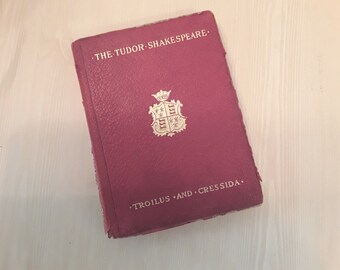 ·THE TUDOR·SHAKESPEARE·
·TROILUS·AND·CRESSIDA·